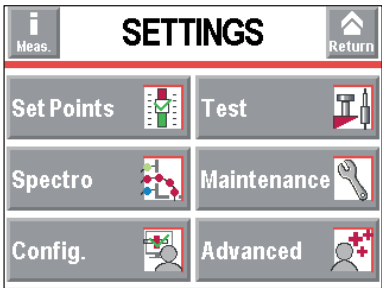 i SETTINGS
Meas. Return
Set Points Test
Spectro Maintenance
Config. Advanced